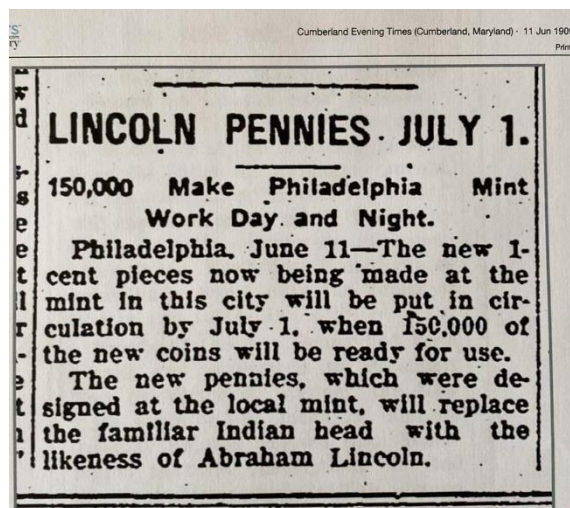 Cumberland Evening Times (Cumberland, Maryland) · 11 Jun 190
Prin
LINCOLN PENNIES JULY 1.
150,000 Make Philadelphia Mint
Work Day and Night.
Philadelphia, June 11—The new 1-
cent pieces now being made at the
mint in this city will be put in cir-
culation by July 1, when 150,000 of
the new coins will be ready for use.
The new pennies, which were de-
signed at the local mint, will replace
the familiar Indian head with the
likeness of Abraham Lincoln.